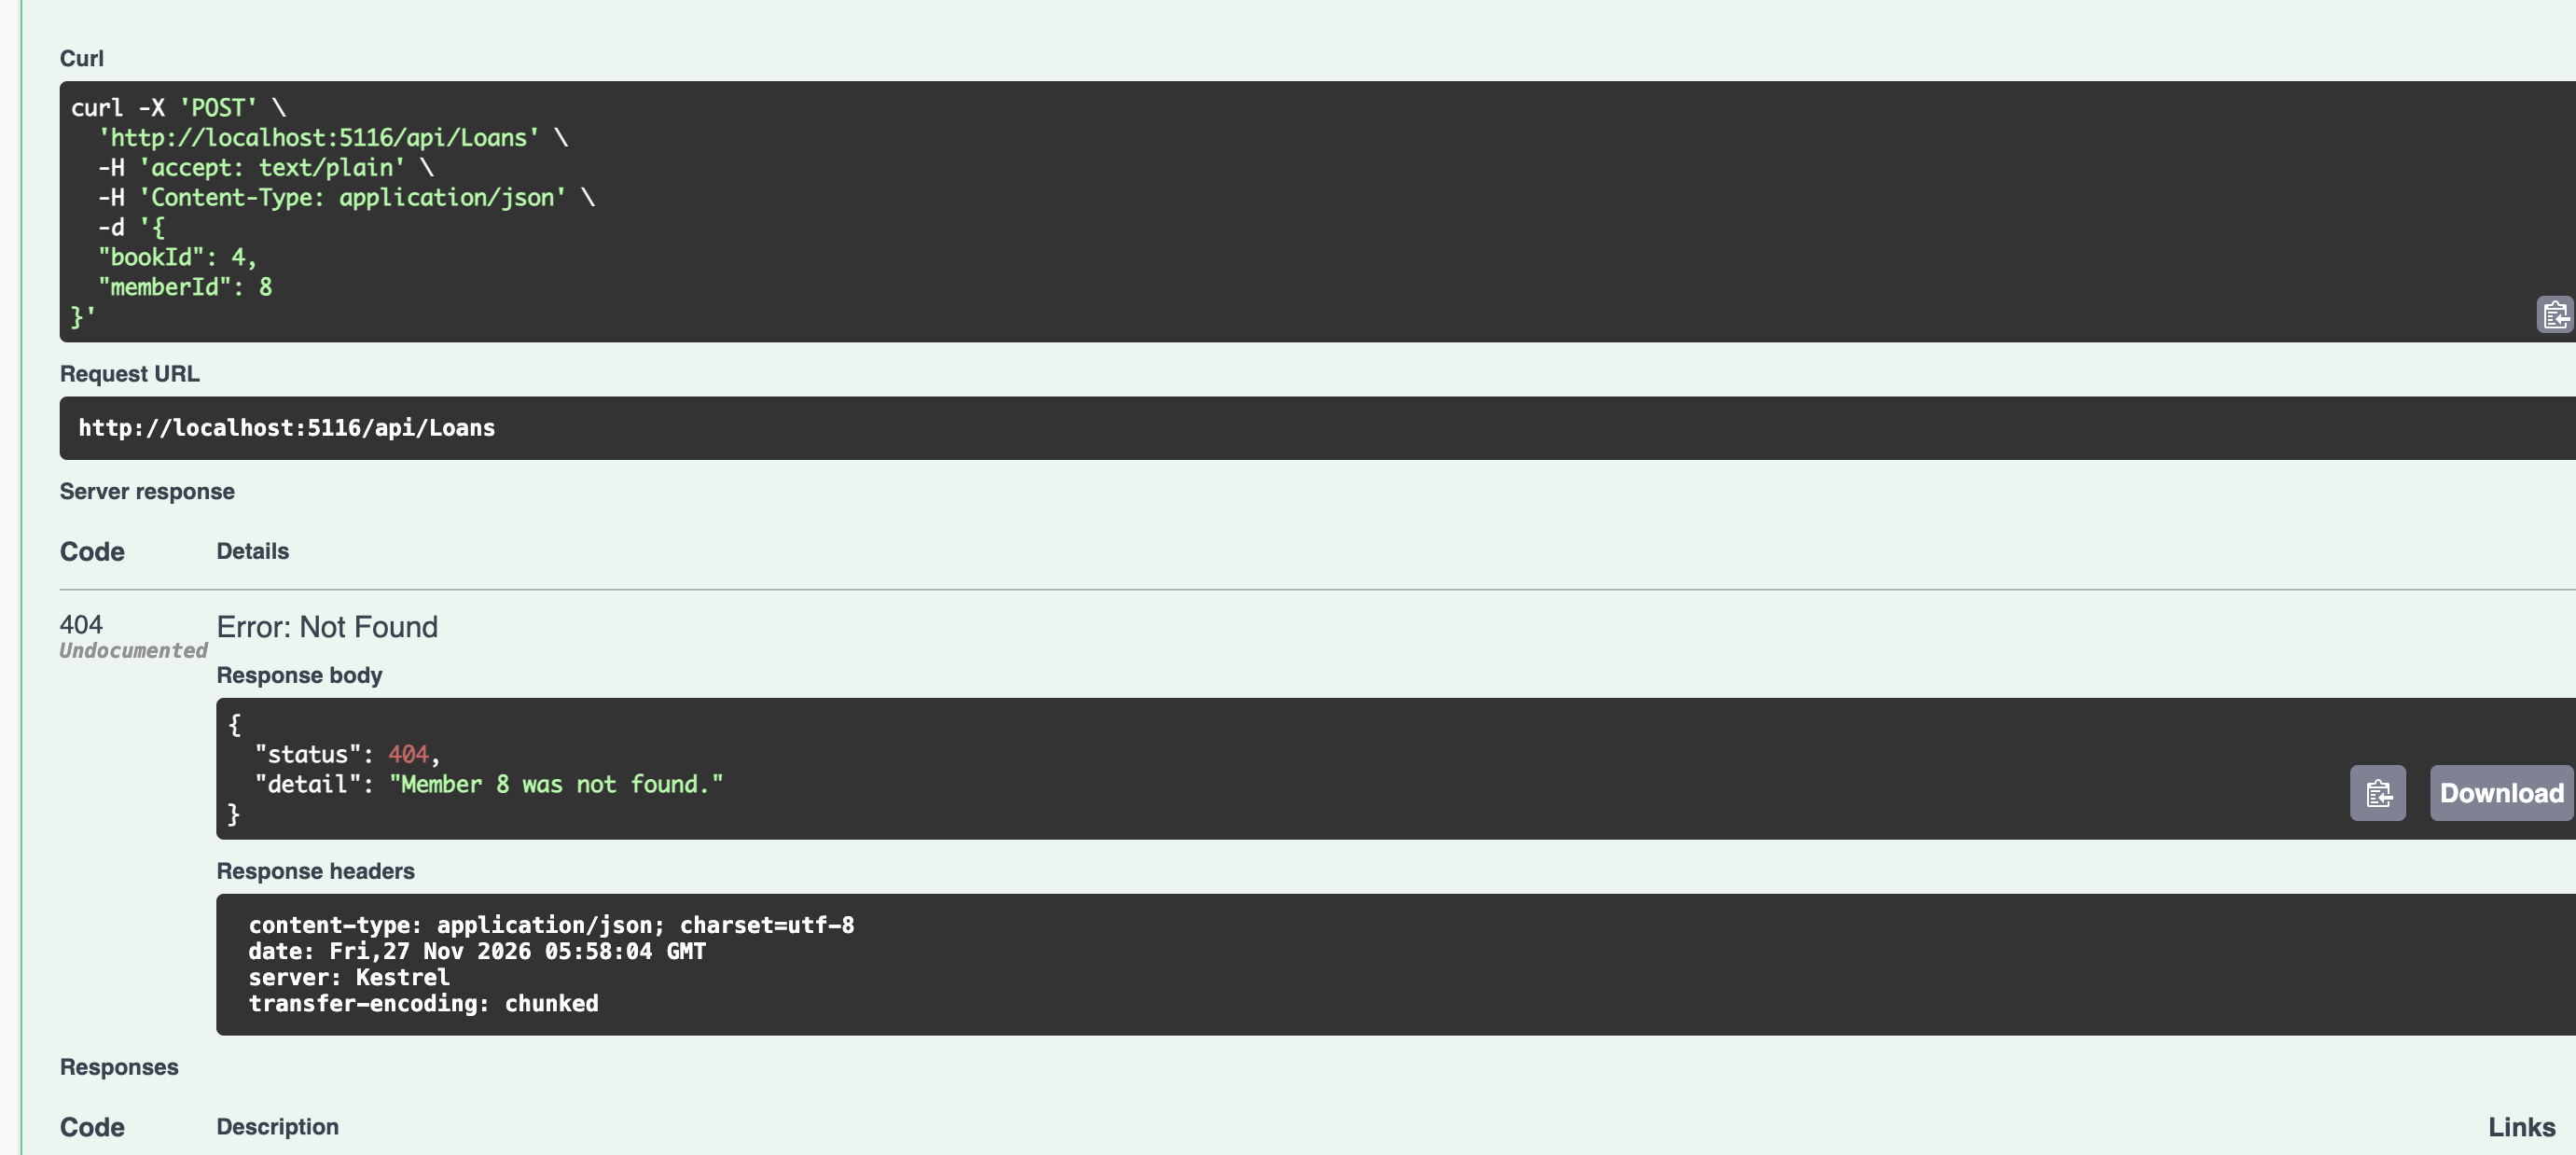 Curl
curl -X 'POST' \
  'http://localhost:5116/api/Loans' \
  -H 'accept: text/plain' \
  -H 'Content-Type: application/json' \
  -d '{
  "bookId": 4,
  "memberId": 8
}'
Request URL
http://localhost:5116/api/Loans
Server response
Code Details
404 Error: Not Found
Undocumented
Response body
{
  "status": 404,
  "detail": "Member 8 was not found."
}
Download
Response headers
content-type: application/json; charset=utf-8
date: Fri,27 Nov 2026 05:58:04 GMT
server: Kestrel
transfer-encoding: chunked
Responses
Code Description Links